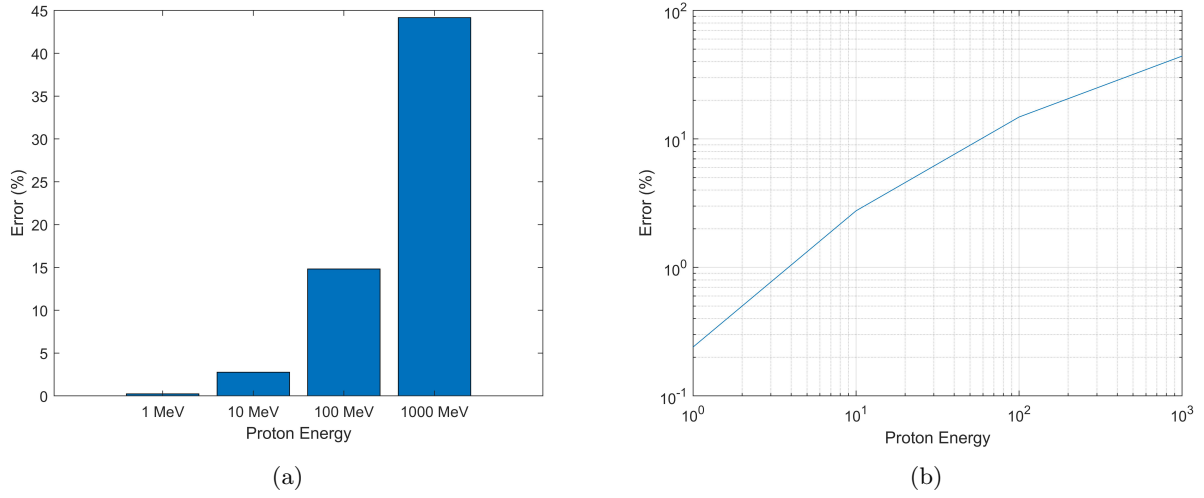 45
40
35
30
25
20
15
10
5
0
Error (%)
1 MeV 10 MeV 100 MeV 1000 MeV
Proton Energy
(a)
10^2
10^1
10^0
10^-1
Error (%)
10^0 10^1 10^2 10^3
Proton Energy
(b)